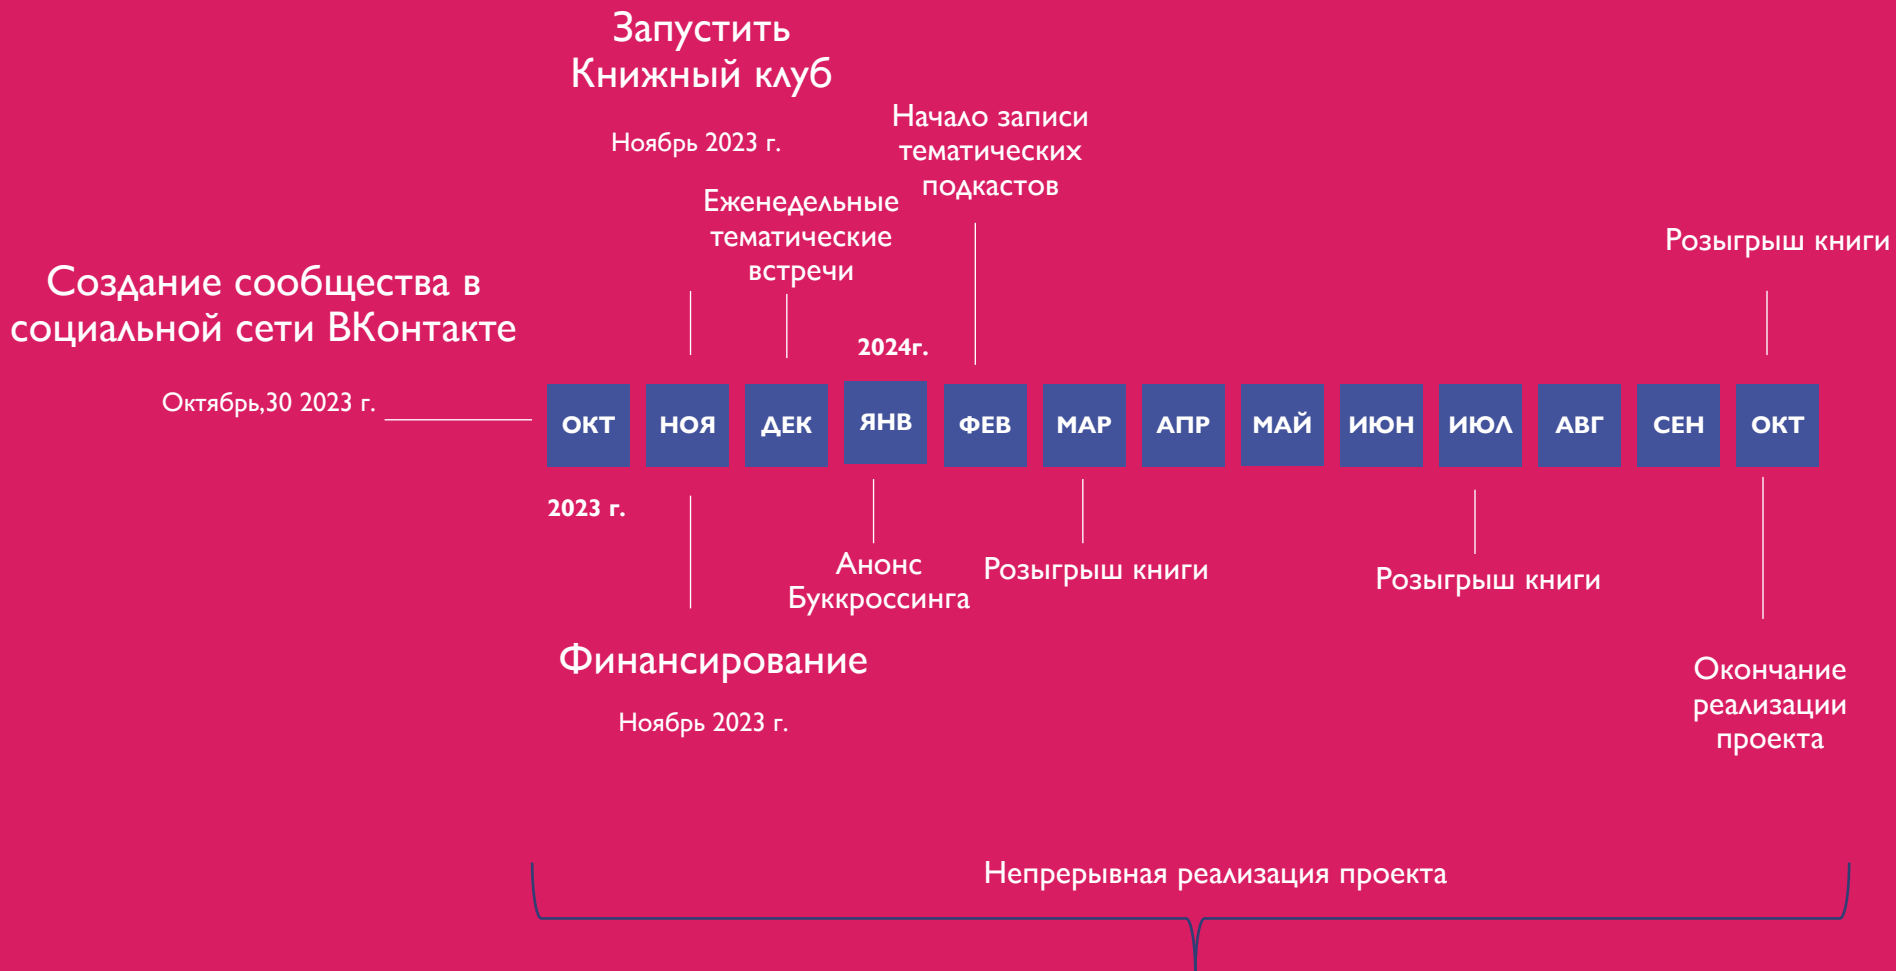 Запустить
Книжный клуб
Ноябрь 2023 г.
Начало записи
тематических
подкастов
Еженедельные
тематические
встречи
Розыгрыш книги
Создание сообщества в
социальной сети ВКонтакте
Октябрь,30 2023 г.
2024г.
ОКТ НОЯ ДЕК ЯНВ ФЕВ МАР АПР МАЙ ИЮН ИЮЛ АВГ СЕН ОКТ
2023 г.
Анонс
Буккроссинга
Розыгрыш книги
Розыгрыш книги
Финансирование
Ноябрь 2023 г.
Окончание
реализации
проекта
Непрерывная реализация проекта